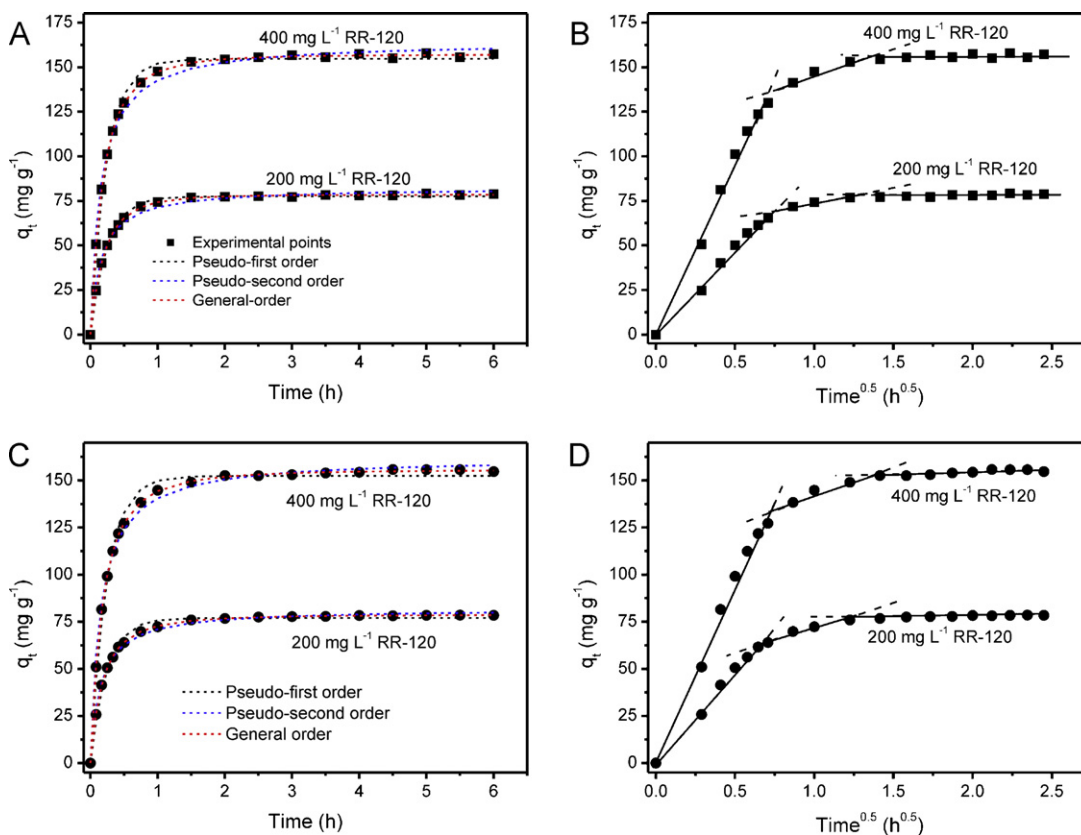 A
175
150
125
100
75
50
25
0
q_t (mg g⁻¹)
400 mg L⁻¹ RR-120
200 mg L⁻¹ RR-120
Experimental points
Pseudo-first order
Pseudo-second order
General-order
0 1 2 3 4 5 6
Time (h)
B
175
150
125
100
75
50
25
0
q_t (mg g⁻¹)
400 mg L⁻¹ RR-120
200 mg L⁻¹ RR-120
0.0 0.5 1.0 1.5 2.0 2.5
Time⁰·⁵ (h⁰·⁵)
C
150
125
100
75
50
25
0
q_t (mg g⁻¹)
400 mg L⁻¹ RR-120
200 mg L⁻¹ RR-120
Pseudo-first order
Pseudo-second order
General order
0 1 2 3 4 5 6
Time (h)
D
150
125
100
75
50
25
0
q_t (mg g⁻¹)
400 mg L⁻¹ RR-120
200 mg L⁻¹ RR-120
0.0 0.5 1.0 1.5 2.0 2.5
Time⁰·⁵ (h⁰·⁵)